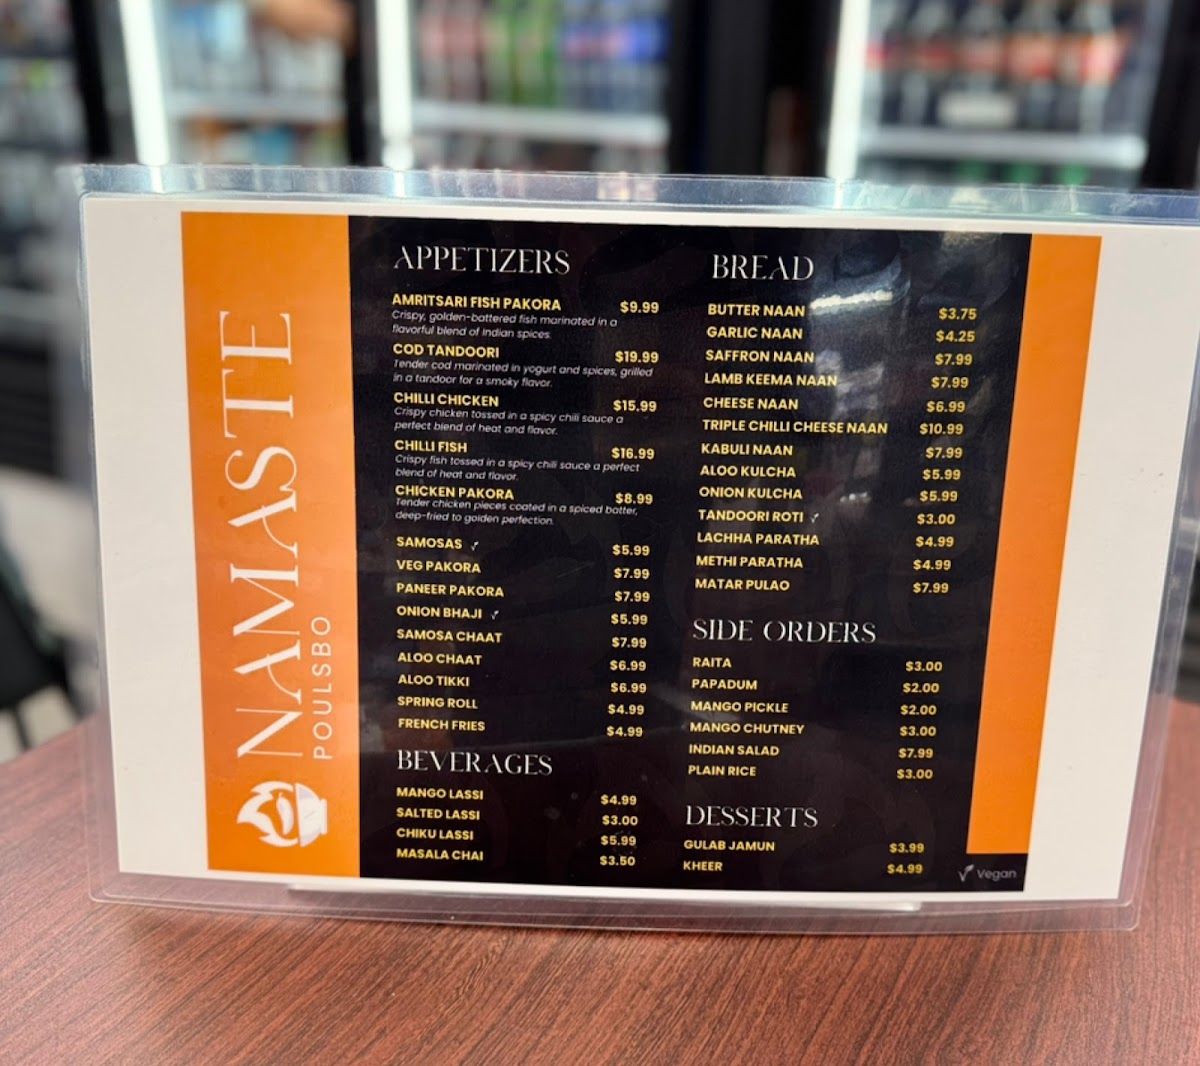 NAMASTE
POULSBO
APPETIZERS
AMRITSARI FISH PAKORA $9.99
Crispy, golden-battered fish marinated in a
flavorful blend of Indian spices.
COD TANDOORI $19.99
Tender cod marinated in yogurt and spices, grilled
in a tandoor for a smoky flavor.
CHILLI CHICKEN $15.99
Crispy chicken tossed in a spicy chili sauce a
perfect blend of heat and flavor.
CHILLI FISH $16.99
Crispy fish tossed in a spicy chili sauce a perfect
blend of heat and flavor.
CHICKEN PAKORA $8.99
Tender chicken pieces coated in a spiced batter,
deep-fried to golden perfection.
SAMOSAS $5.99
VEG PAKORA $7.99
PANEER PAKORA $7.99
ONION BHAJI $5.99
SAMOSA CHAAT $7.99
ALOO CHAAT $6.99
ALOO TIKKI $6.99
SPRING ROLL $4.99
FRENCH FRIES $4.99
BEVERAGES
MANGO LASSI $4.99
SALTED LASSI $3.00
CHIKU LASSI $5.99
MASALA CHAI $3.50
BREAD
BUTTER NAAN $3.75
GARLIC NAAN $4.25
SAFFRON NAAN $7.99
LAMB KEEMA NAAN $7.99
CHEESE NAAN $6.99
TRIPLE CHILLI CHEESE NAAN $10.99
KABULI NAAN $7.99
ALOO KULCHA $5.99
ONION KULCHA $5.99
TANDOORI ROTI $3.00
LACHHA PARATHA $4.99
METHI PARATHA $4.99
MATAR PULAO $7.99
SIDE ORDERS
RAITA $3.00
PAPADUM $2.00
MANGO PICKLE $2.00
MANGO CHUTNEY $3.00
INDIAN SALAD $7.99
PLAIN RICE $3.00
DESSERTS
GULAB JAMUN $3.99
KHEER $4.99
Vegan